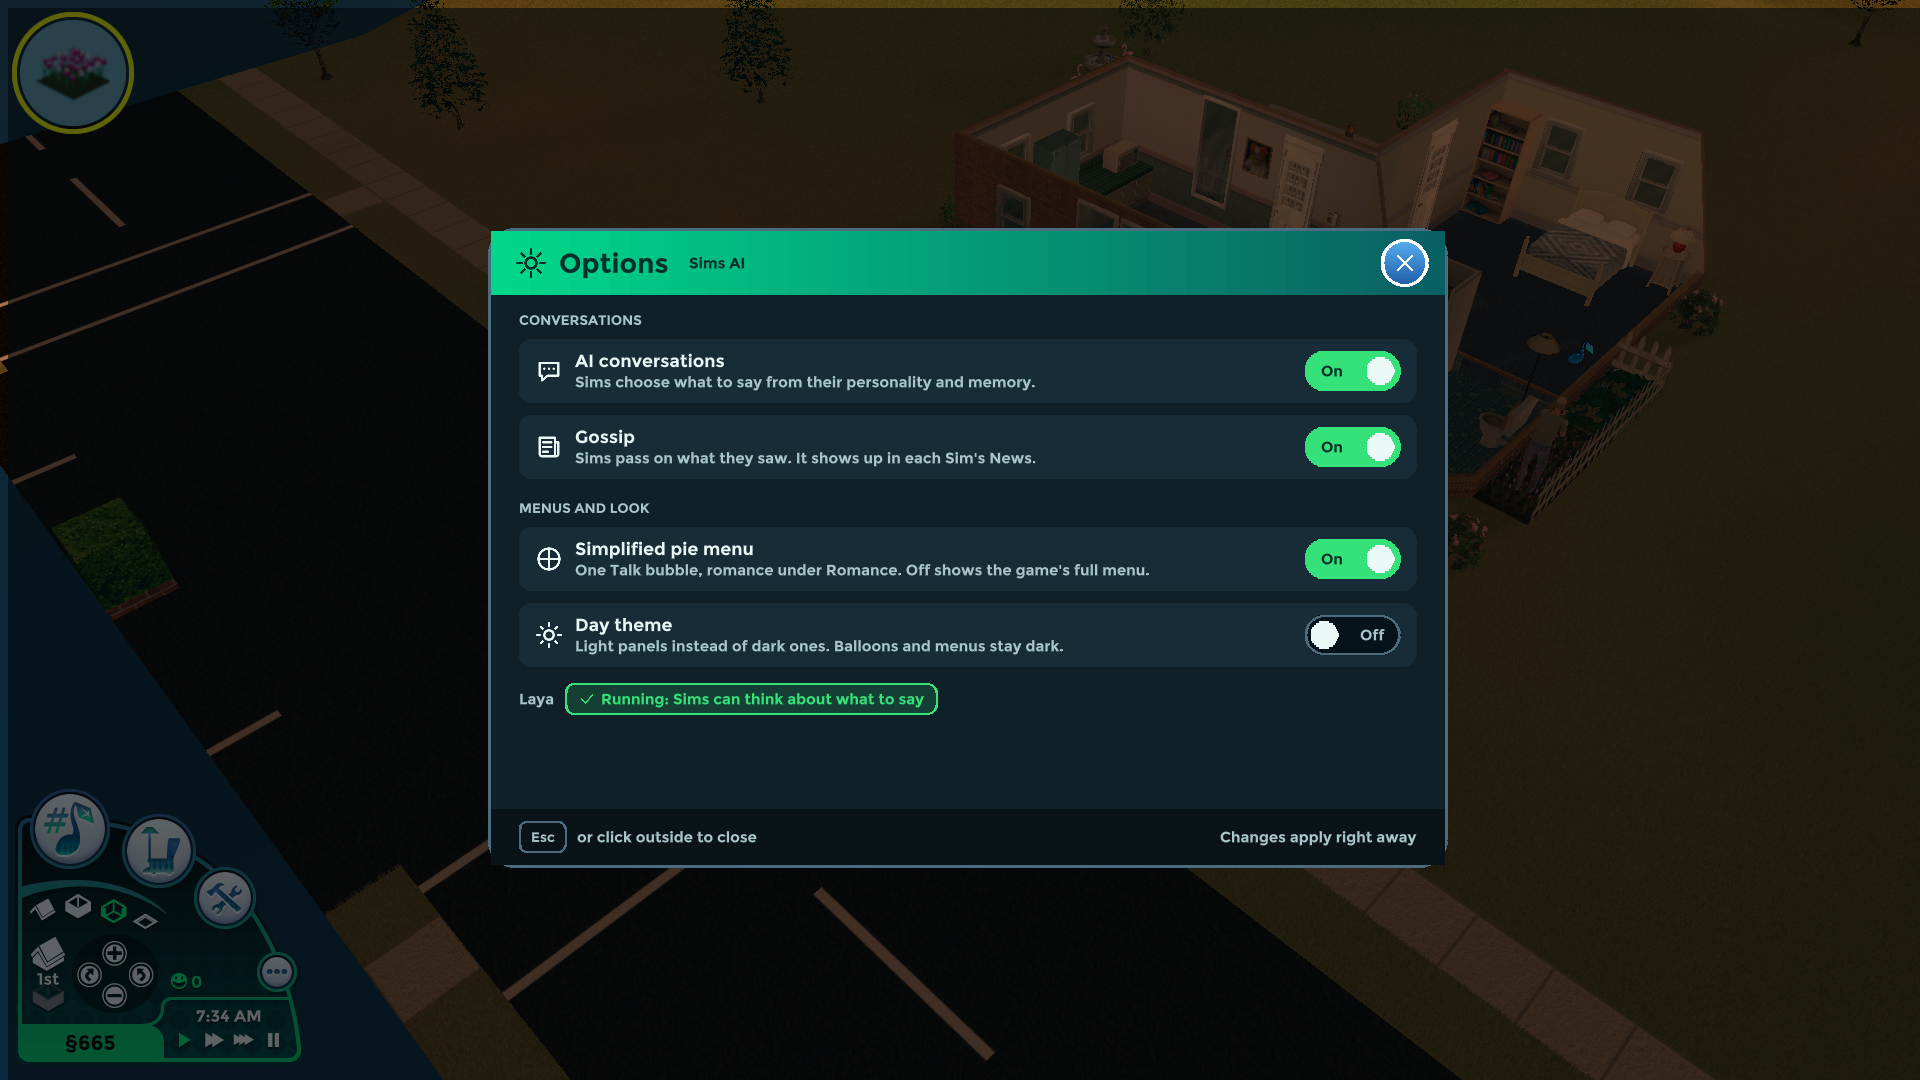 Options
Sims AI
CONVERSATIONS
AI conversations
Sims choose what to say from their personality and memory.
On
Gossip
Sims pass on what they saw. It shows up in each Sim's News.
On
MENUS AND LOOK
Simplified pie menu
One Talk bubble, romance under Romance. Off shows the game's full menu.
On
Day theme
Light panels instead of dark ones. Balloons and menus stay dark.
Off
Laya
Running: Sims can think about what to say
Esc or click outside to close
Changes apply right away
1st
0
7:34 AM
§665